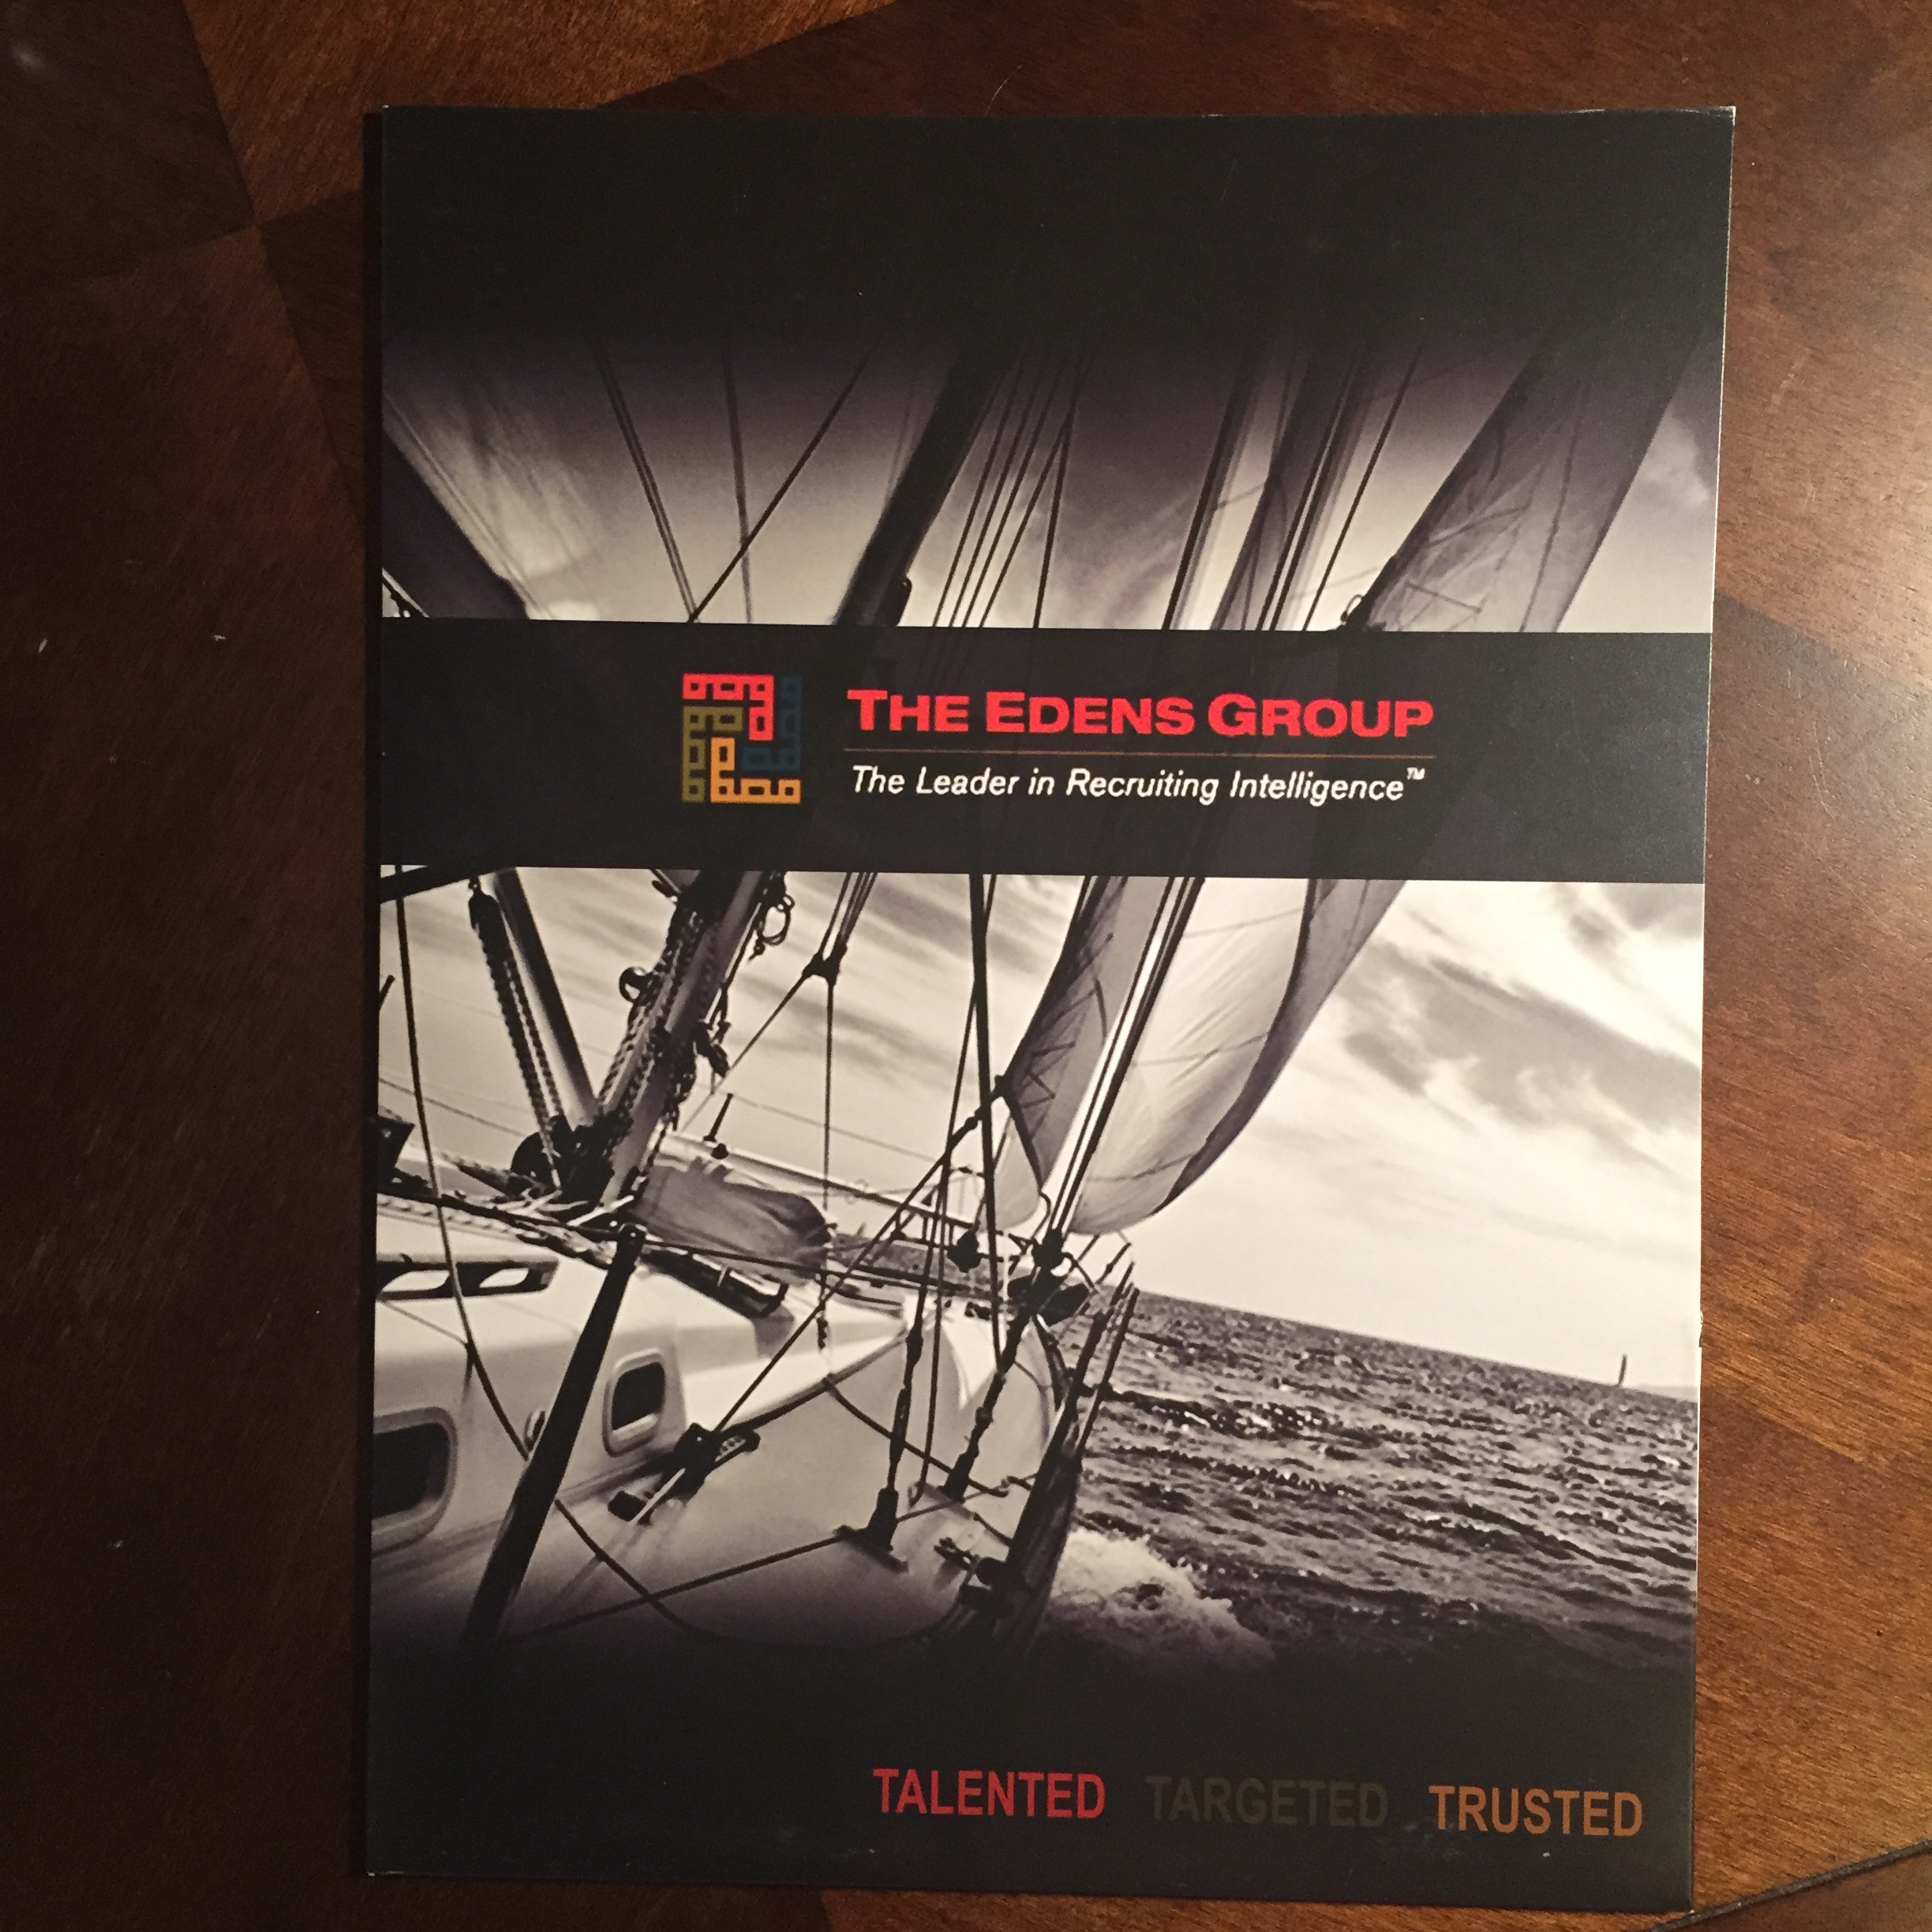 THE EDENS GROUP
The Leader in Recruiting Intelligence™
TALENTED TARGETED TRUSTED